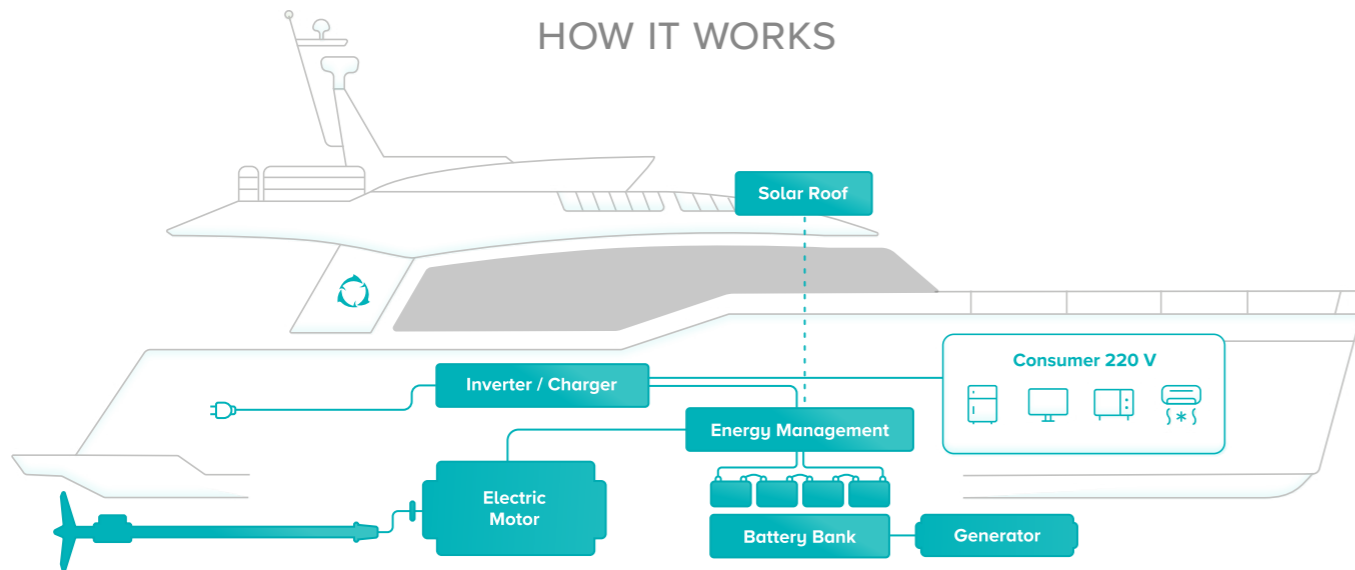 HOW IT WORKS
Solar Roof
Consumer 220 V
Inverter / Charger
Energy Management
Electric
Motor
Battery Bank
Generator